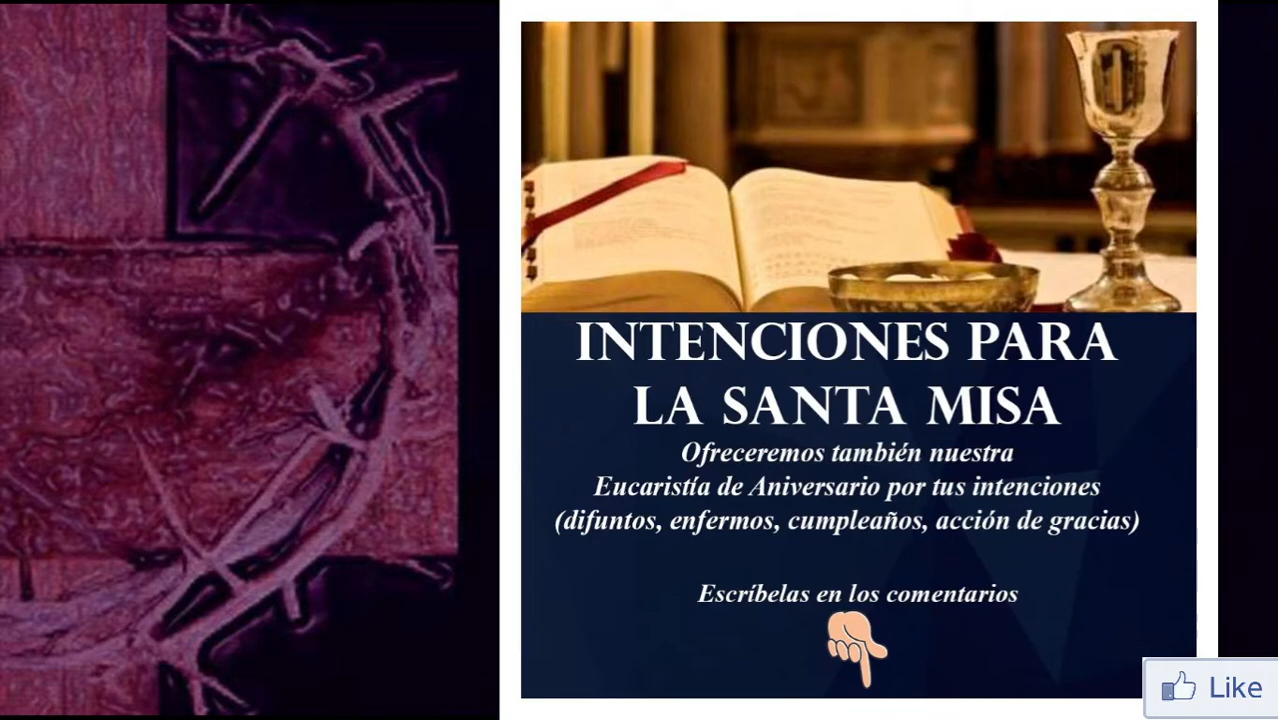 INTENCIONES PARA
LA SANTA MISA
Ofreceremos también nuestra
Eucaristía de Aniversario por tus intenciones
(difuntos, enfermos, cumpleaños, acción de gracias)
Escríbelas en los comentarios
Like